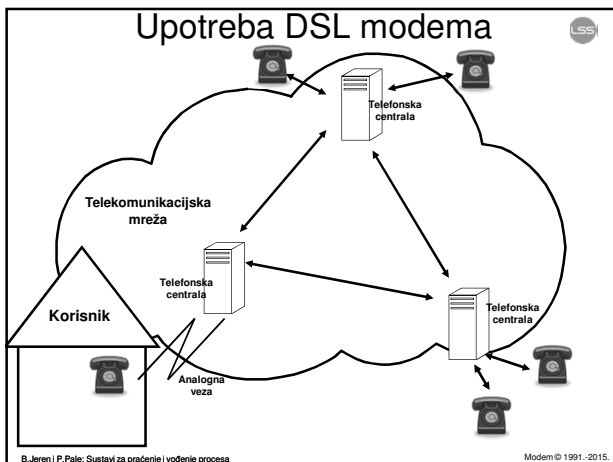 Upotreba DSL modema
LSS
Telefonska
centrala
Telekomunikacijska
mreža
Telefonska
centrala
Telefonska
centrala
Korisnik
Analogna
veza
B.Jeren i P.Pale: Sustavi za praćenje i vođenje procesa
Modem © 1991.-2015.